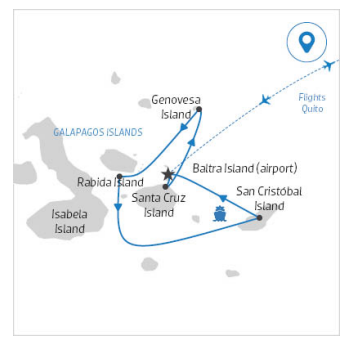 Flights
Quito
Genovesa
Island
GALAPAGOS ISLANDS
Baltra Island (airport)
Rabida Island
Santa Cruz
Island
San Cristóbal
Island
Isabela
Island